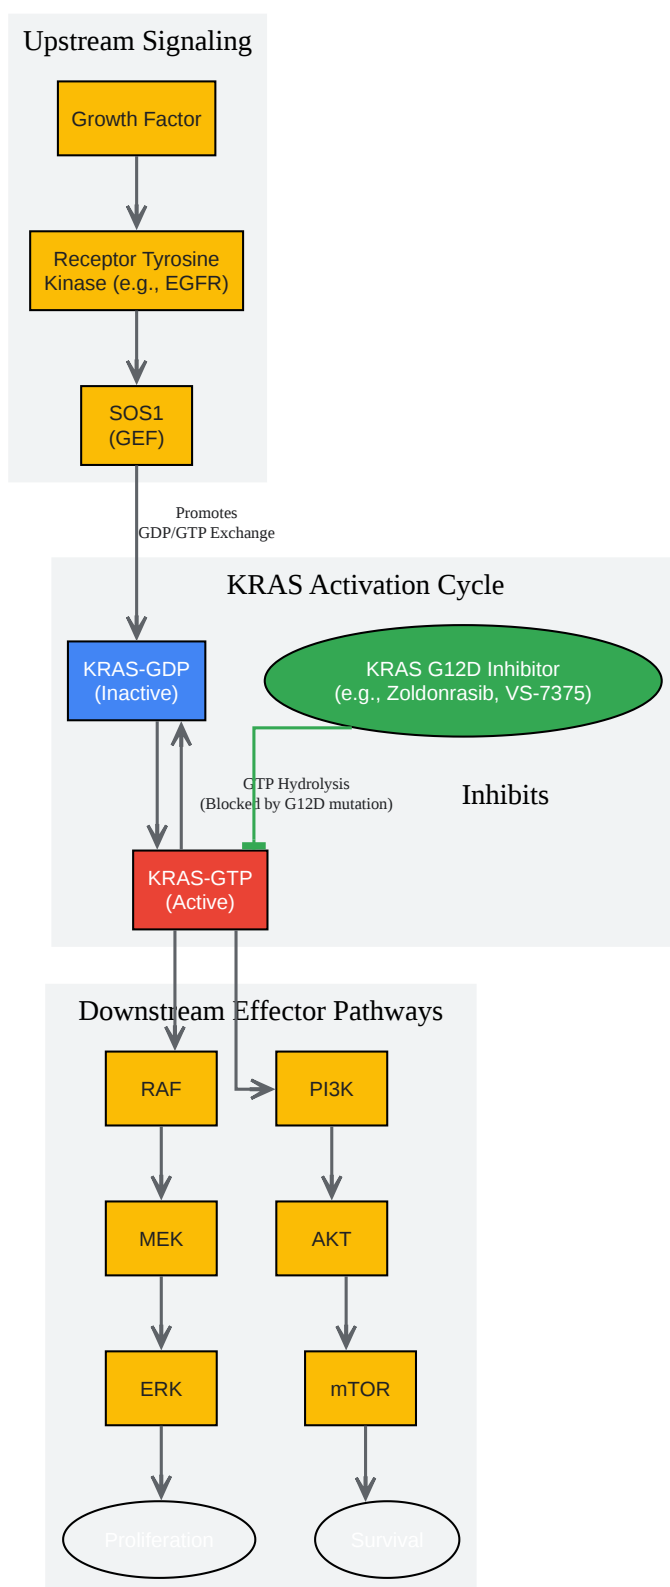 Upstream Signaling
Growth Factor
Receptor Tyrosine
Kinase (e.g., EGFR)
SOS1
(GEF)
Promotes
GDP/GTP Exchange
KRAS Activation Cycle
KRAS-GDP
(Inactive)
KRAS G12D Inhibitor
(e.g., Zoldonrasib, VS-7375)
GTP Hydrolysis
(Blocked by G12D mutation)
Inhibits
KRAS-GTP
(Active)
Downstream Effector Pathways
RAF
PI3K
MEK
AKT
ERK
mTOR
Proliferation
Survival